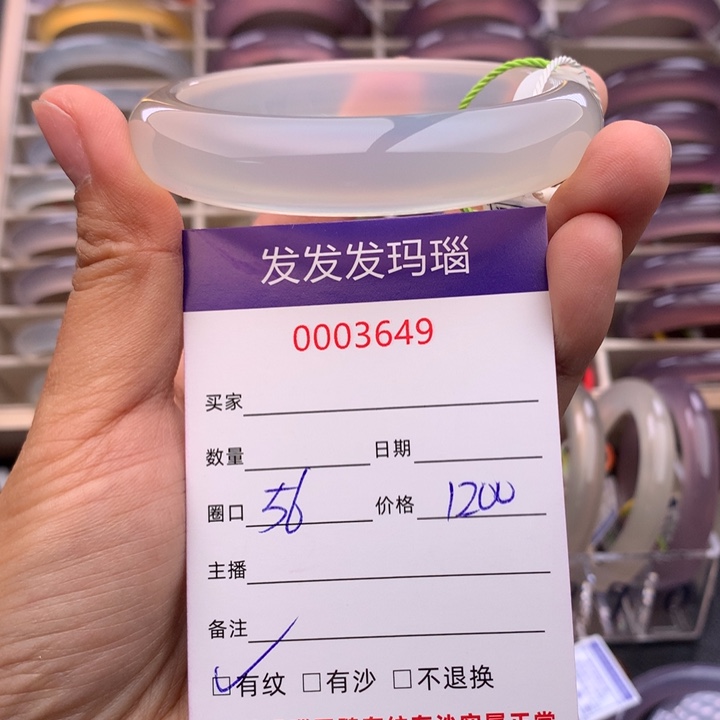 发发发玛瑙
0003649
买家
数量 日期
圈口 56 价格 1200
主播
备注
☑有纹 □有沙 □不退换